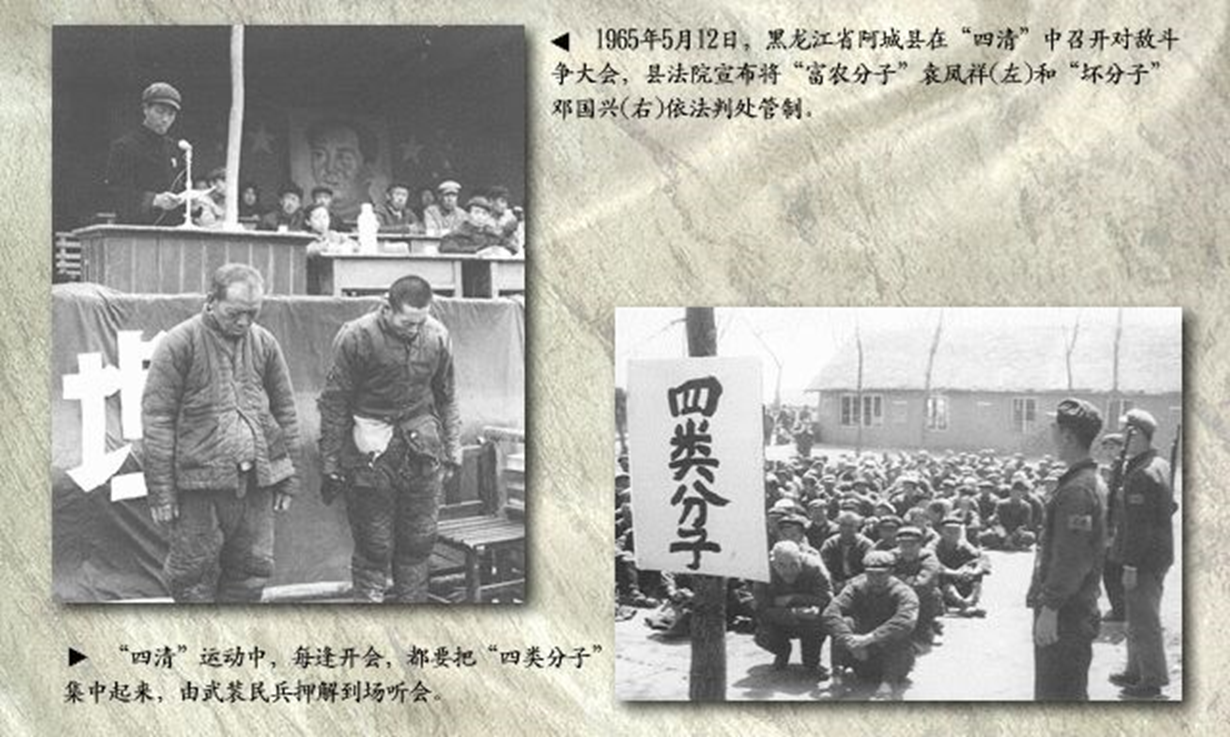 ◀ 1965年5月12日，黑龙江省阿城县在“四清”中召开对敌斗
争大会，县法院宣布将“富农分子”袁凤祥(左)和“坏分子”
邓国兴(右)依法判处管制。
四类分子
▶ “四清”运动中，每逢开会，都要把“四类分子”
集中起来，由武装民兵押解到场听会。